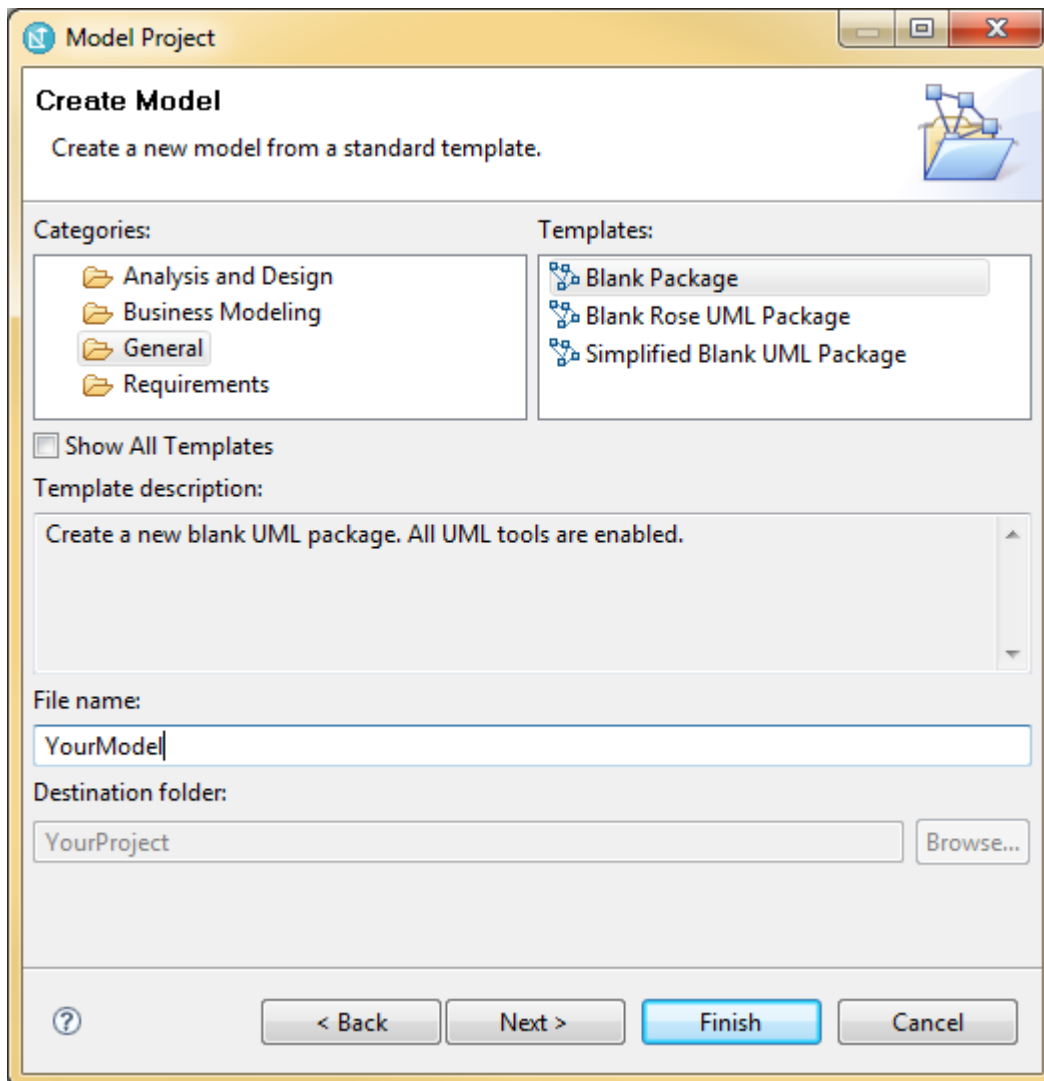 Model Project
Create Model
Create a new model from a standard template.
Categories:
Analysis and Design
Business Modeling
General
Requirements
Templates:
Blank Package
Blank Rose UML Package
Simplified Blank UML Package
Show All Templates
Template description:
Create a new blank UML package. All UML tools are enabled.
File name:
YourModel
Destination folder:
YourProject
Browse...
< Back
Next >
Finish
Cancel